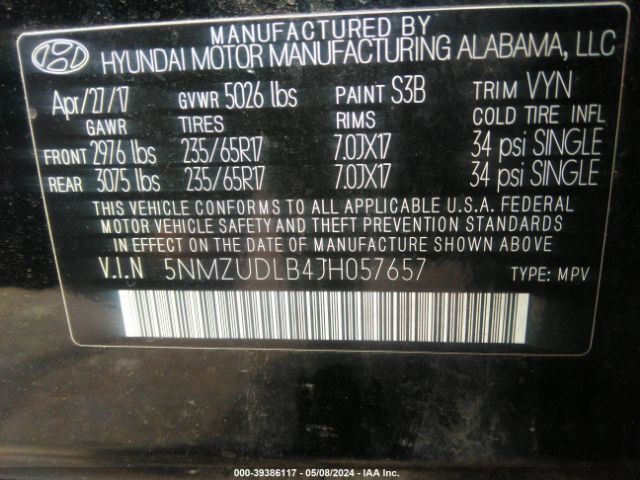 MANUFACTURED BY
HYUNDAI MOTOR MANUFACTURING ALABAMA, LLC
Apr/27/17 GVWR 5026 lbs PAINT S3B TRIM VYN
GAWR TIRES RIMS COLD TIRE INFL
FRONT 2976 lbs 235/65R17 7.0JX17 34 psi SINGLE
REAR 3075 lbs 235/65R17 7.0JX17 34 psi SINGLE
THIS VEHICLE CONFORMS TO ALL APPLICABLE U.S.A. FEDERAL
MOTOR VEHICLE SAFETY AND THEFT PREVENTION STANDARDS
IN EFFECT ON THE DATE OF MANUFACTURE SHOWN ABOVE
V.I.N 5NMZUDLB4JH057657 TYPE: MPV
000-39386117 - 05/08/2024 - IAA Inc.